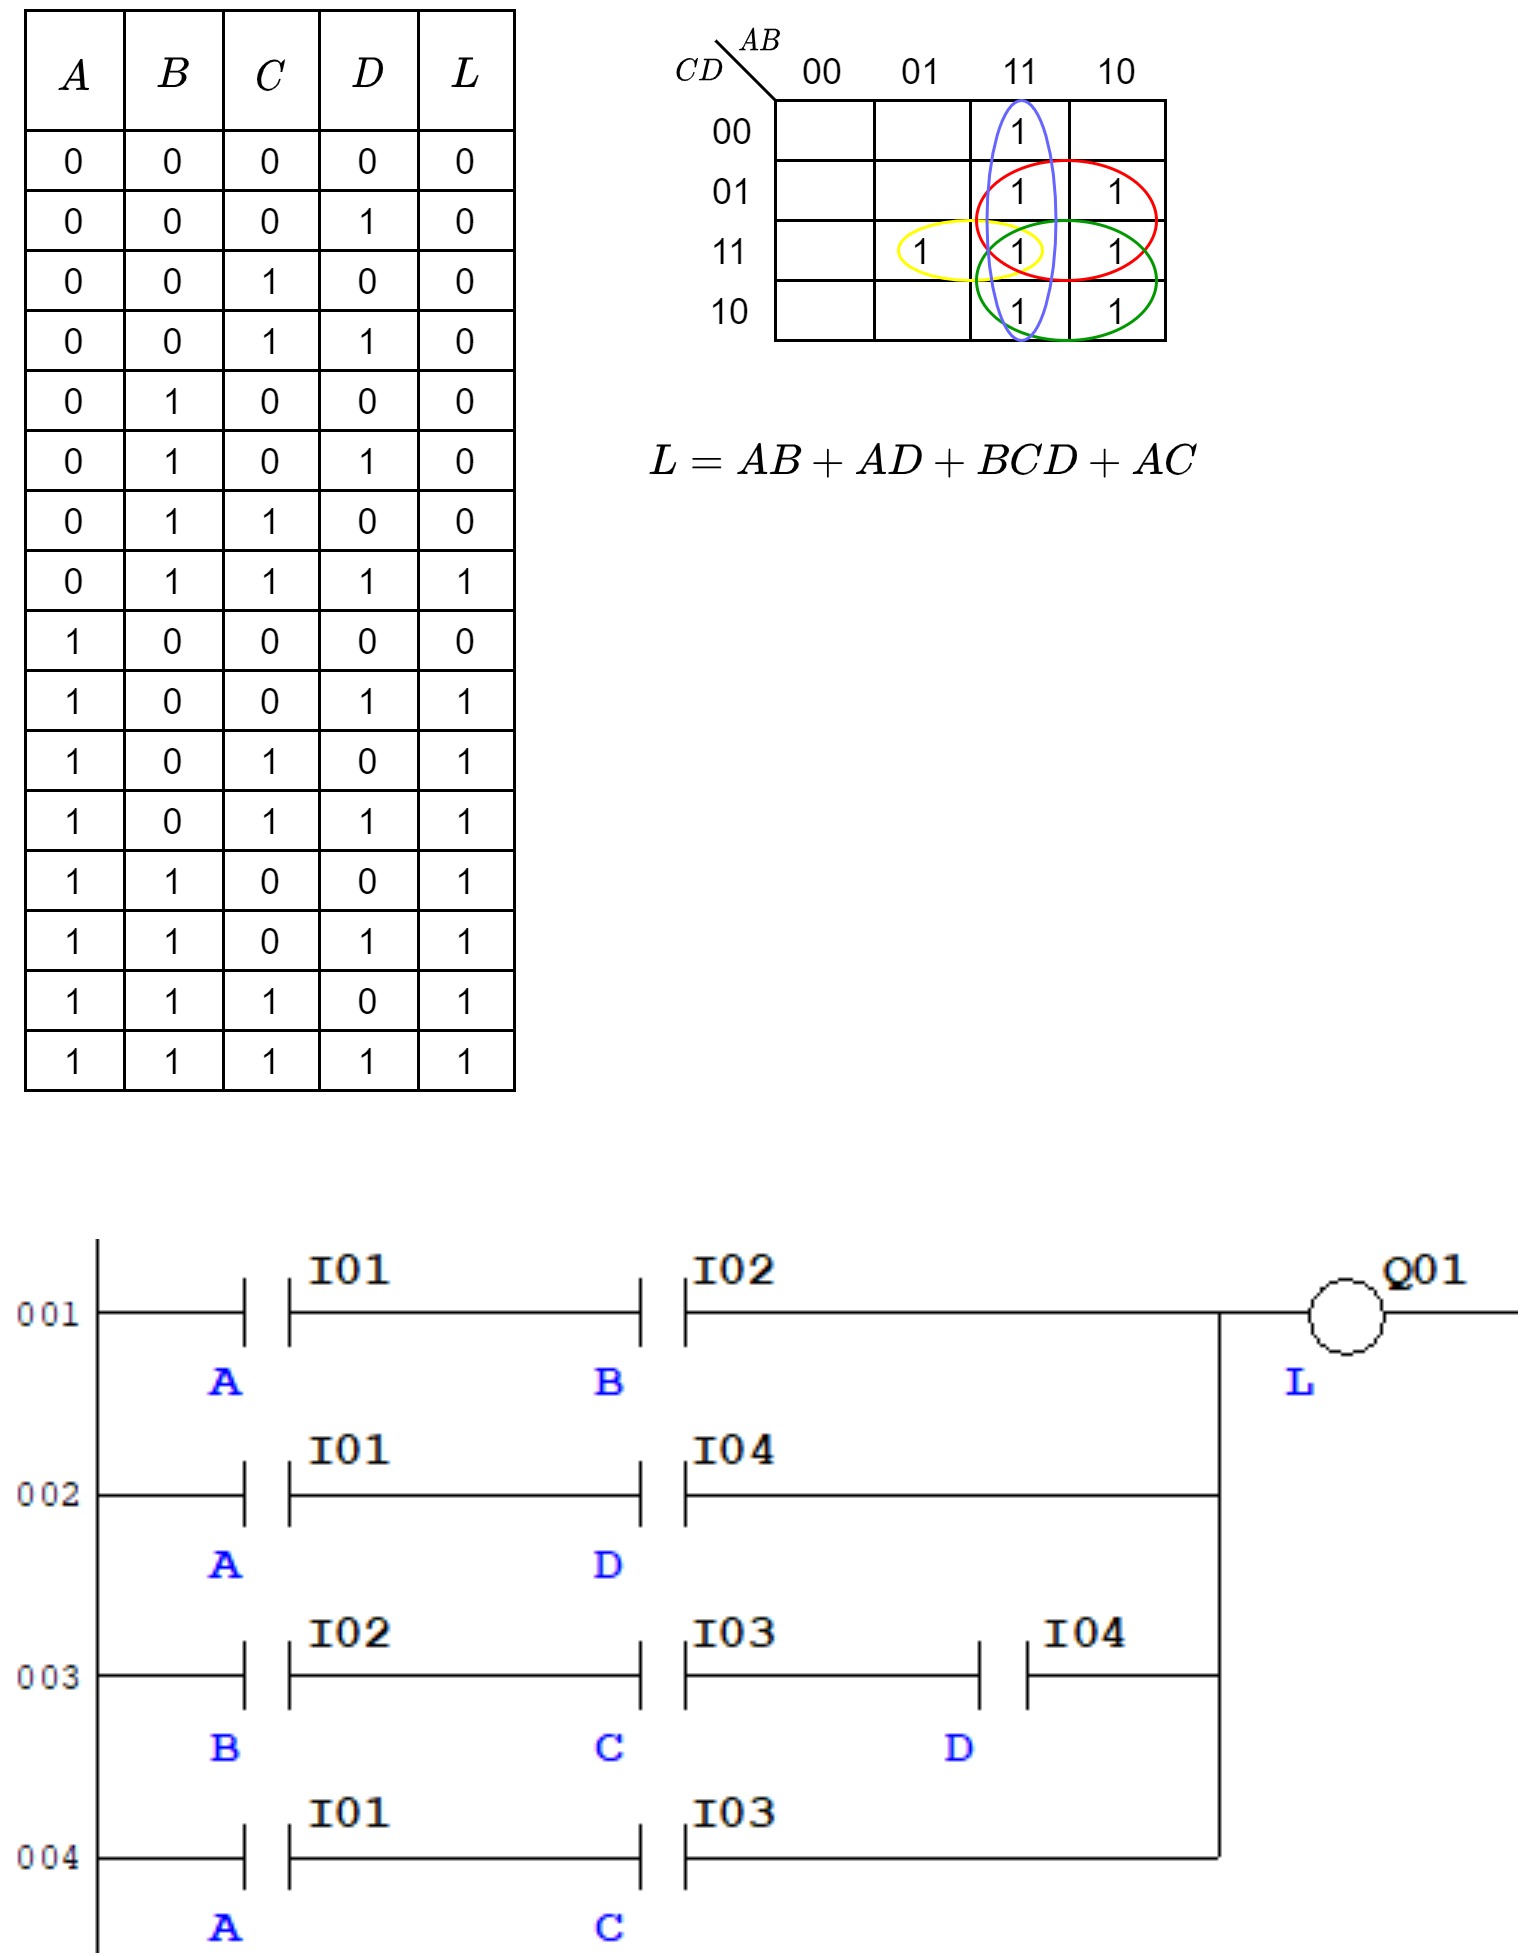 A B C D L
0 0 0 0 0
0 0 0 1 0
0 0 1 0 0
0 0 1 1 0
0 1 0 0 0
0 1 0 1 0
0 1 1 0 0
0 1 1 1 1
1 0 0 0 0
1 0 0 1 1
1 0 1 0 1
1 0 1 1 1
1 1 0 0 1
1 1 0 1 1
1 1 1 0 1
1 1 1 1 1
AB
CD 00 01 11 10
00 1
01 1 1
11 1 1 1
10 1 1
L = AB + AD + BCD + AC
I01 I02 Q01
001
A B L
I01 I04
002
A D
I02 I03 I04
003
B C D
I01 I03
004
A C